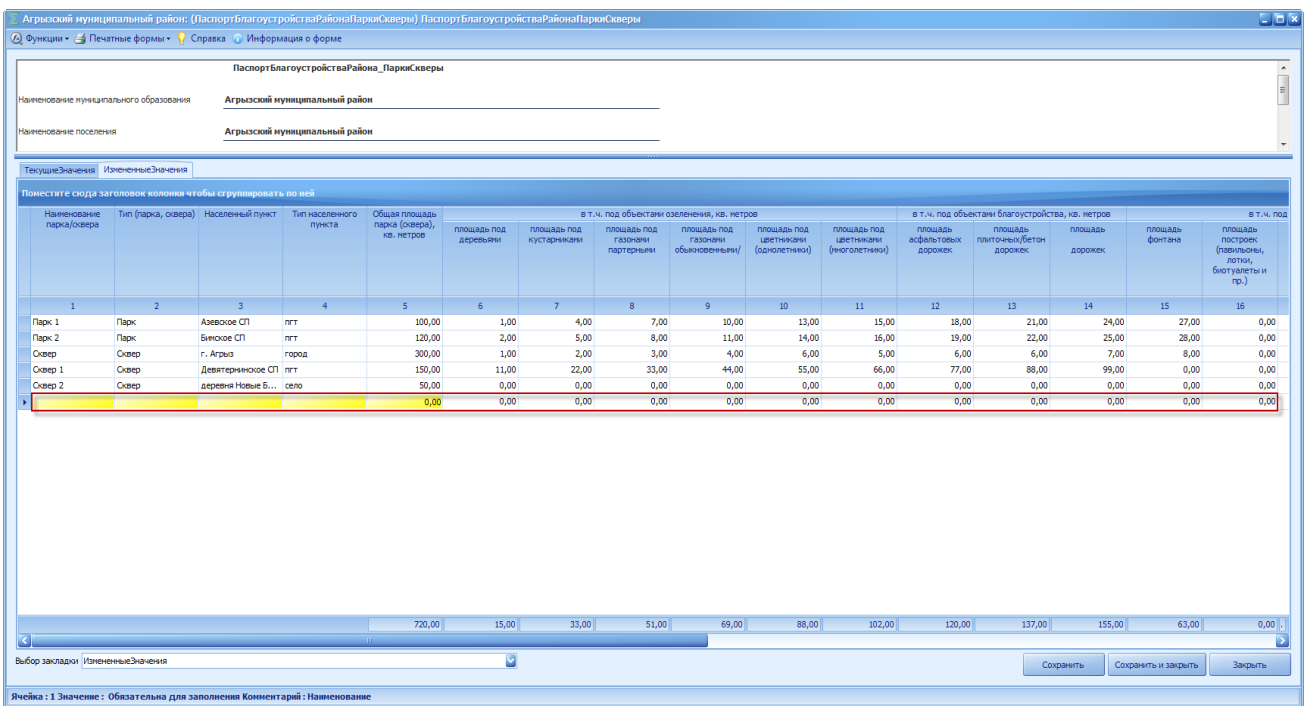 Агрызский муниципальный район: (ПаспортБлагоустройстваРайонаПаркиСкверы) ПаспортБлагоустройстваРайонаПаркиСкверы
Функции Печатные формы Справка Информация о форме
ПаспортБлагоустройстваРайона_ПаркиСкверы
Наименование муниципального образования Агрызский муниципальный район
Наименование поселения Агрызский муниципальный район
ТекущиеЗначения ИзмененныеЗначения
Поместите сюда заголовок колонки чтобы сгруппировать по ней
Наименование парка/сквера Тип (парка, сквера) Населенный пункт Тип населенного пункта Общая площадь парка (сквера), кв. метров
в т.ч. под объектами озеленения, кв. метров в т.ч. под объектами благоустройства, кв. метров в т.ч. под
площадь под деревьями площадь под кустарниками площадь под газонами партерными площадь под газонами обыкновенными/ площадь под цветниками (однолетники) площадь под цветниками (многолетники) площадь асфальтовых дорожек площадь плиточных/бетон дорожек площадь дорожек площадь фонтана площадь построек (павильоны, лотки, биотуалеты и пр.)
1 2 3 4 5 6 7 8 9 10 11 12 13 14 15 16
Парк 1 Парк Азевское СП пгт 100,00 1,00 4,00 7,00 10,00 13,00 15,00 18,00 21,00 24,00 27,00 0,00
Парк 2 Парк Бимское СП пгт 120,00 2,00 5,00 8,00 11,00 14,00 16,00 19,00 22,00 25,00 28,00 0,00
Сквер Сквер г. Агрыз город 300,00 1,00 2,00 3,00 4,00 6,00 5,00 6,00 6,00 7,00 8,00 0,00
Сквер 1 Сквер Девятернинское СП пгт 150,00 11,00 22,00 33,00 44,00 55,00 66,00 77,00 88,00 99,00 0,00 0,00
Сквер 2 Сквер деревня Новые Б... село 50,00 0,00 0,00 0,00 0,00 0,00 0,00 0,00 0,00 0,00 0,00 0,00
0,00 0,00 0,00 0,00 0,00 0,00 0,00 0,00 0,00 0,00 0,00 0,00
720,00 15,00 33,00 51,00 69,00 88,00 102,00 120,00 137,00 155,00 63,00 0,00
Выбор закладки ИзмененныеЗначения
Сохранить Сохранить и закрыть Закрыть
Ячейка : 1 Значение : Обязательна для заполнения Комментарий : Наименование